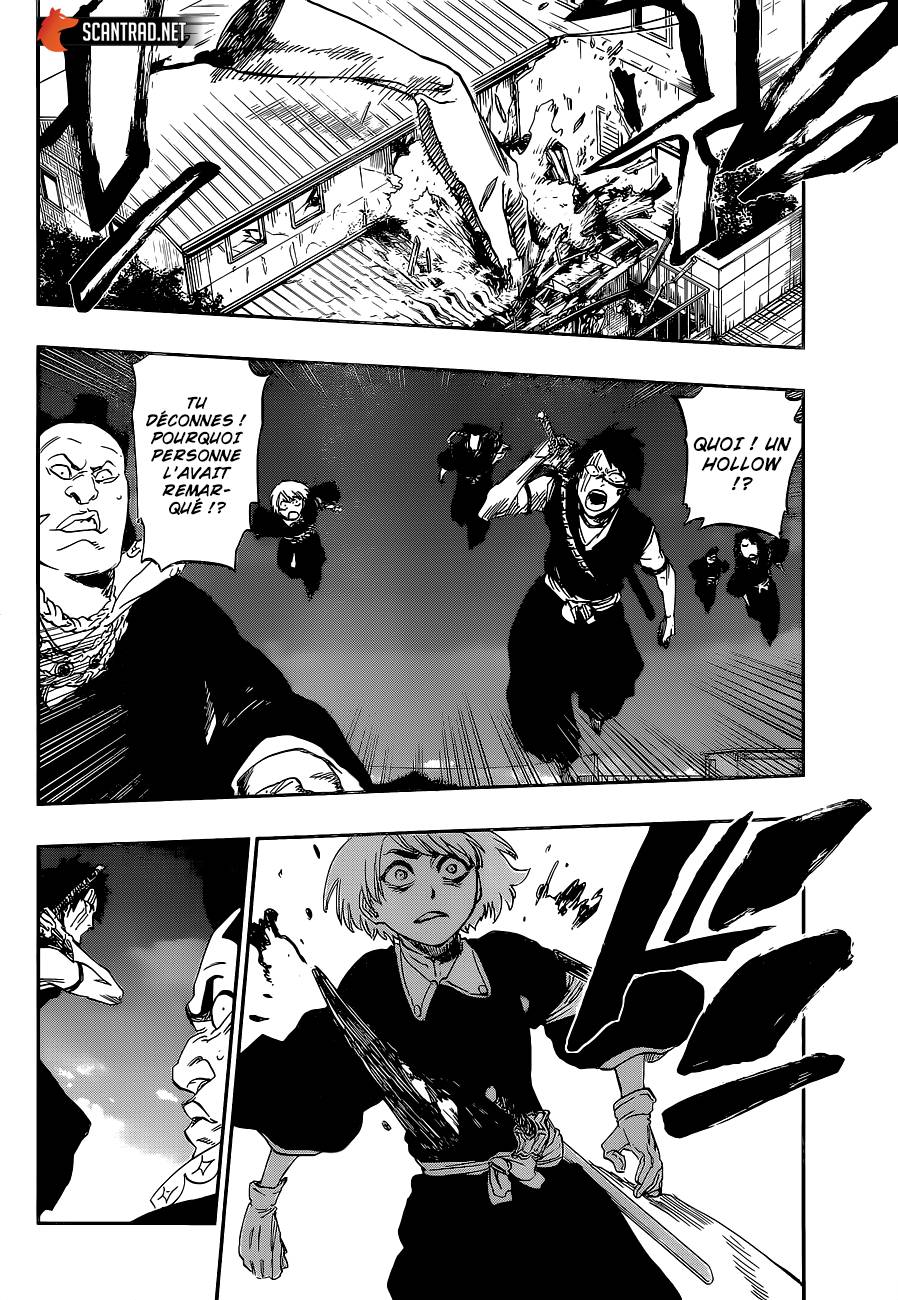 SCANTRAD.NET
QUOI ! UN
HOLLOW
!?
TU
DÉCONNES !
POURQUOI
PERSONNE
L'AVAIT
REMAR-
QUÉ !?